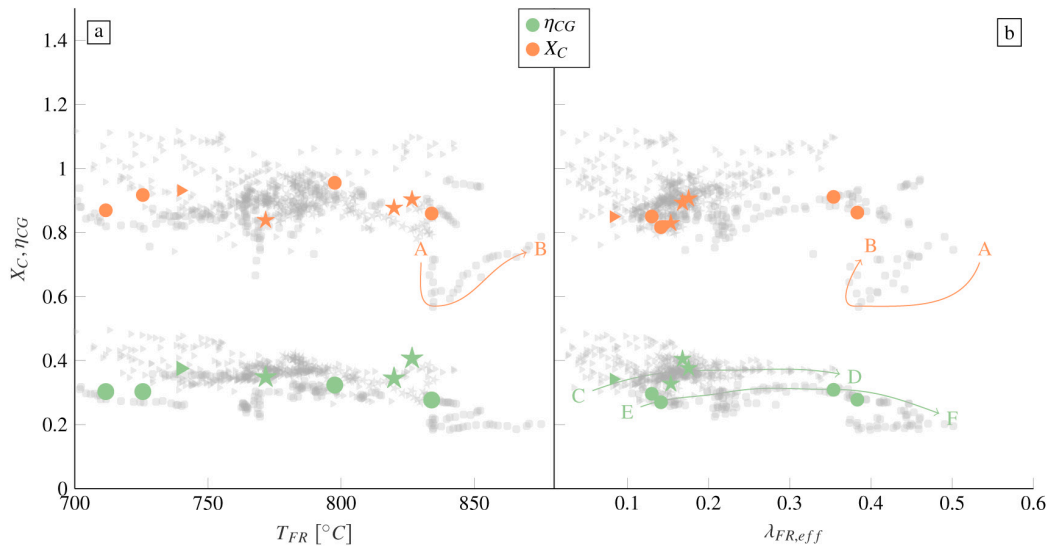 a
η_CG
X_C
b
1.4
1.2
1
0.8
0.6
0.4
0.2
0
X_C, η_CG
A
B
B
A
C
D
E
F
700
750
800
850
0.1
0.2
0.3
0.4
0.5
0.6
T_FR [°C]
λ_FR,eff